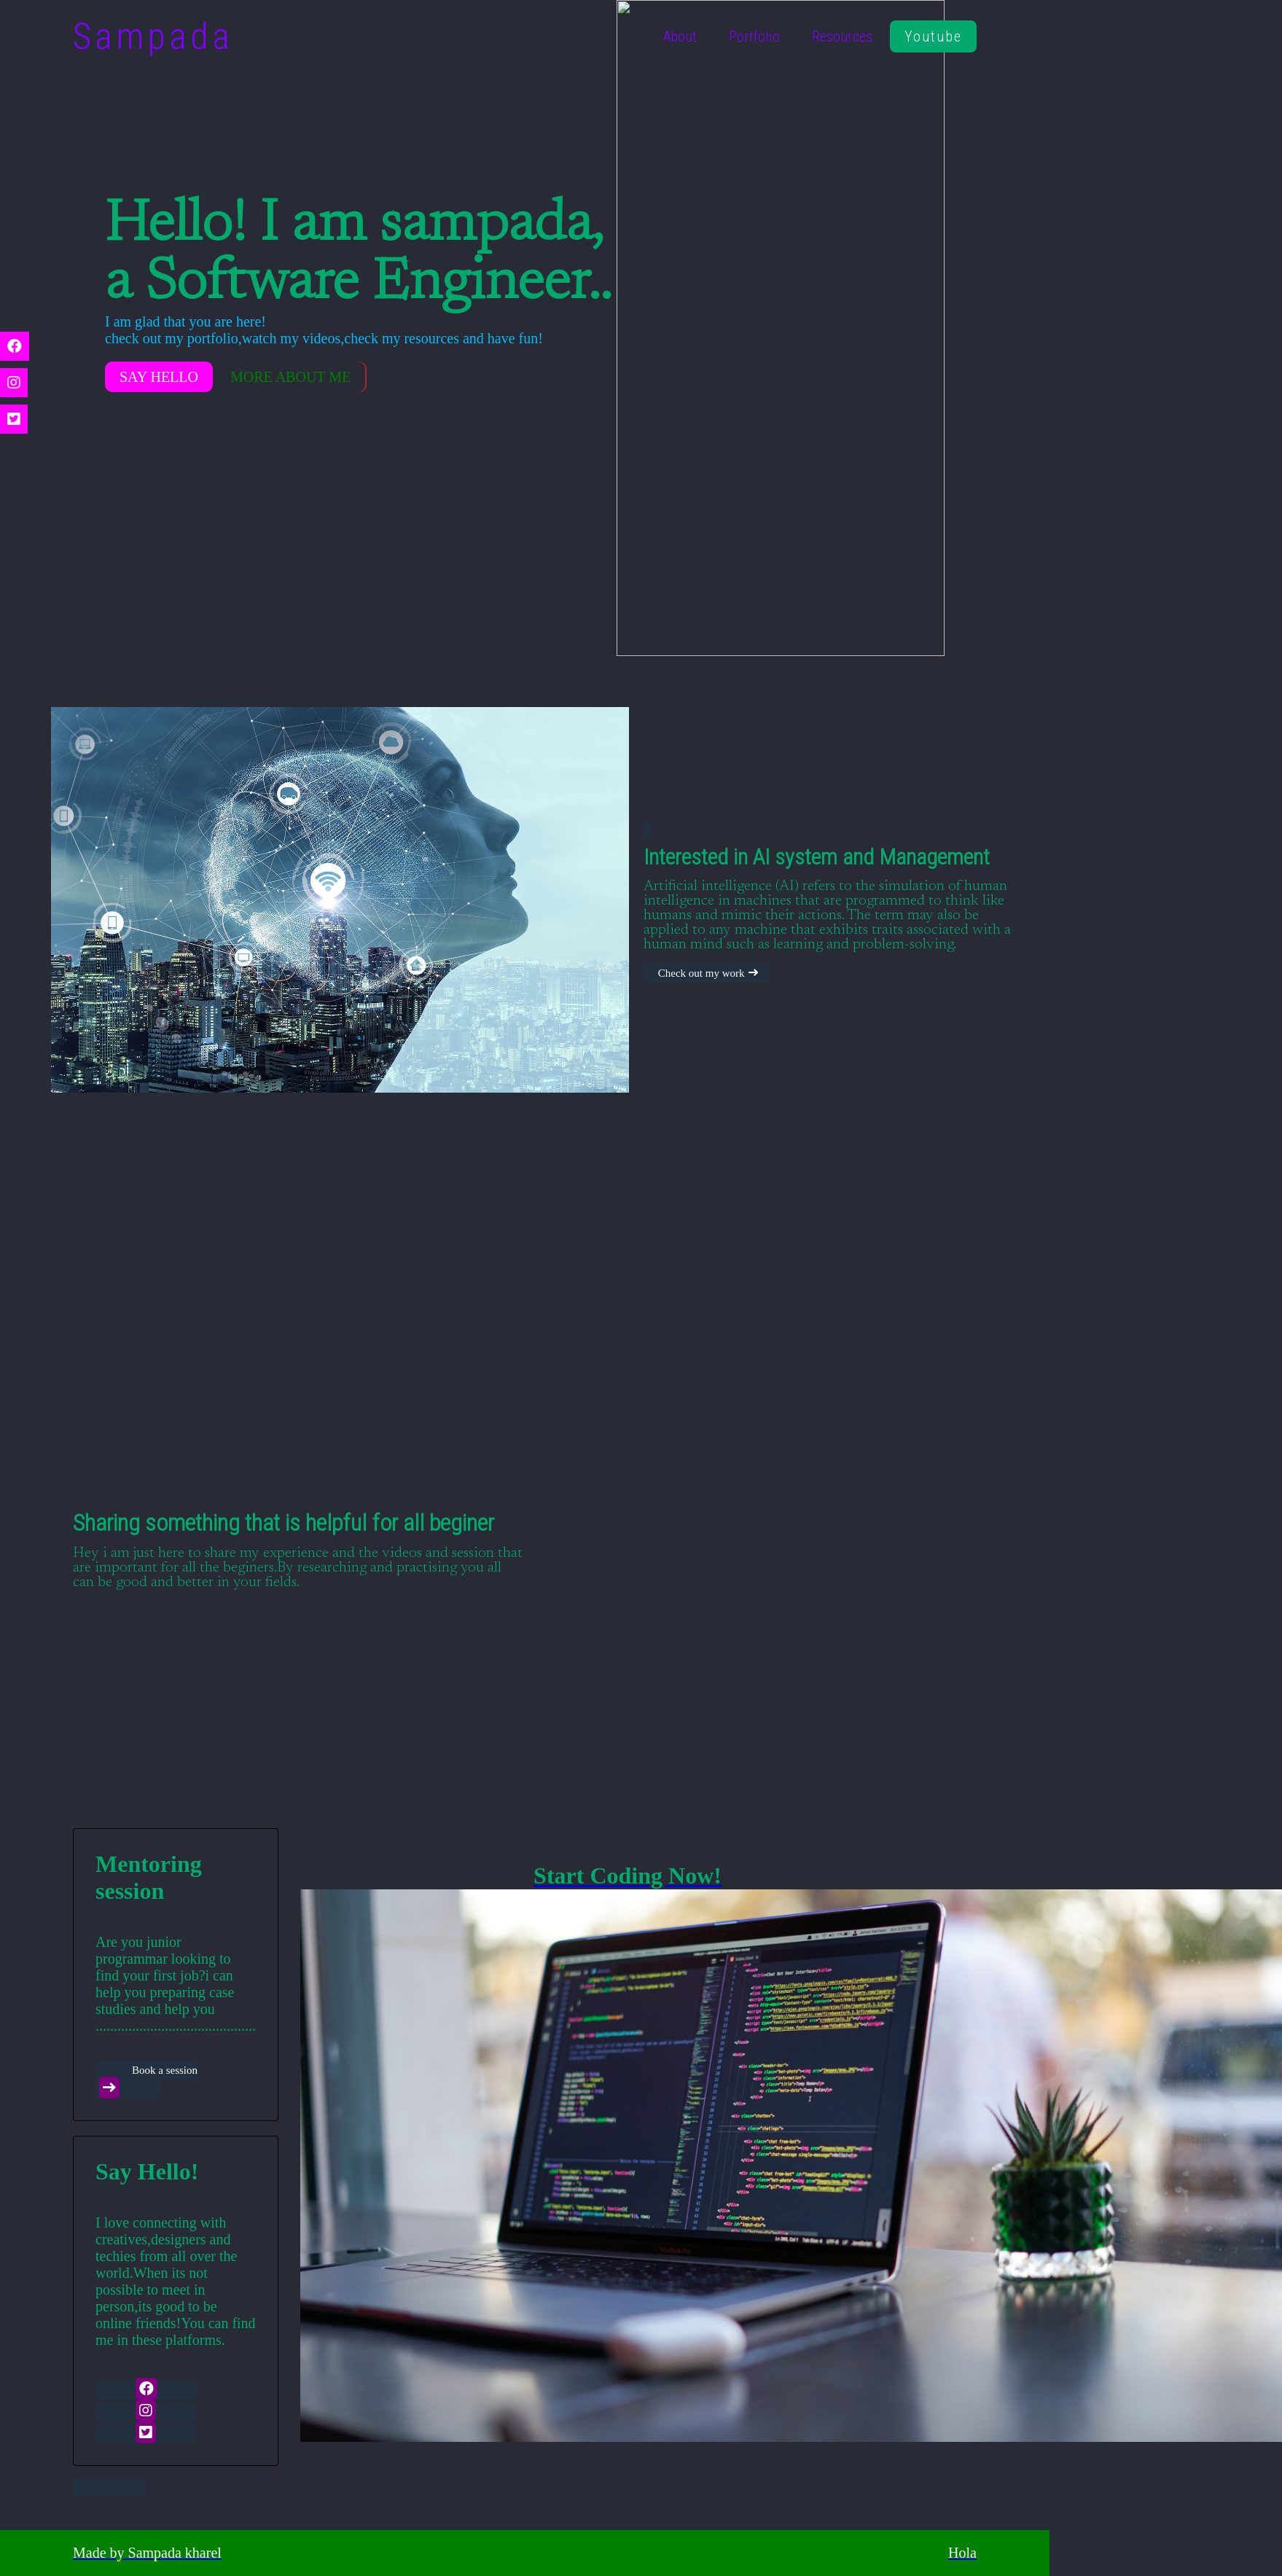 Sampada
About Portfolio Resources Youtube
Hello! I am sampada,
a Software Engineer..
I am glad that you are here!
check out my portfolio,watch my videos,check my resources and have fun!
SAY HELLO MORE ABOUT ME
Interested in AI system and Management
Artificial intelligence (AI) refers to the simulation of human
intelligence in machines that are programmed to think like
humans and mimic their actions. The term may also be
applied to any machine that exhibits traits associated with a
human mind such as learning and problem-solving.
Check out my work ➜
Sharing something that is helpful for all beginer
Hey i am just here to share my experience and the videos and session that
are important for all the beginers.By researching and practising you all
can be good and better in your fields.
Mentoring
session
Are you junior
programmar looking to
find your first job?i can
help you preparing case
studies and help you
Book a session
Start Coding Now!
Say Hello!
I love connecting with
creatives,designers and
techies from all over the
world.When its not
possible to meet in
person,its good to be
online friends!You can find
me in these platforms.
Made by Sampada kharel
Hola